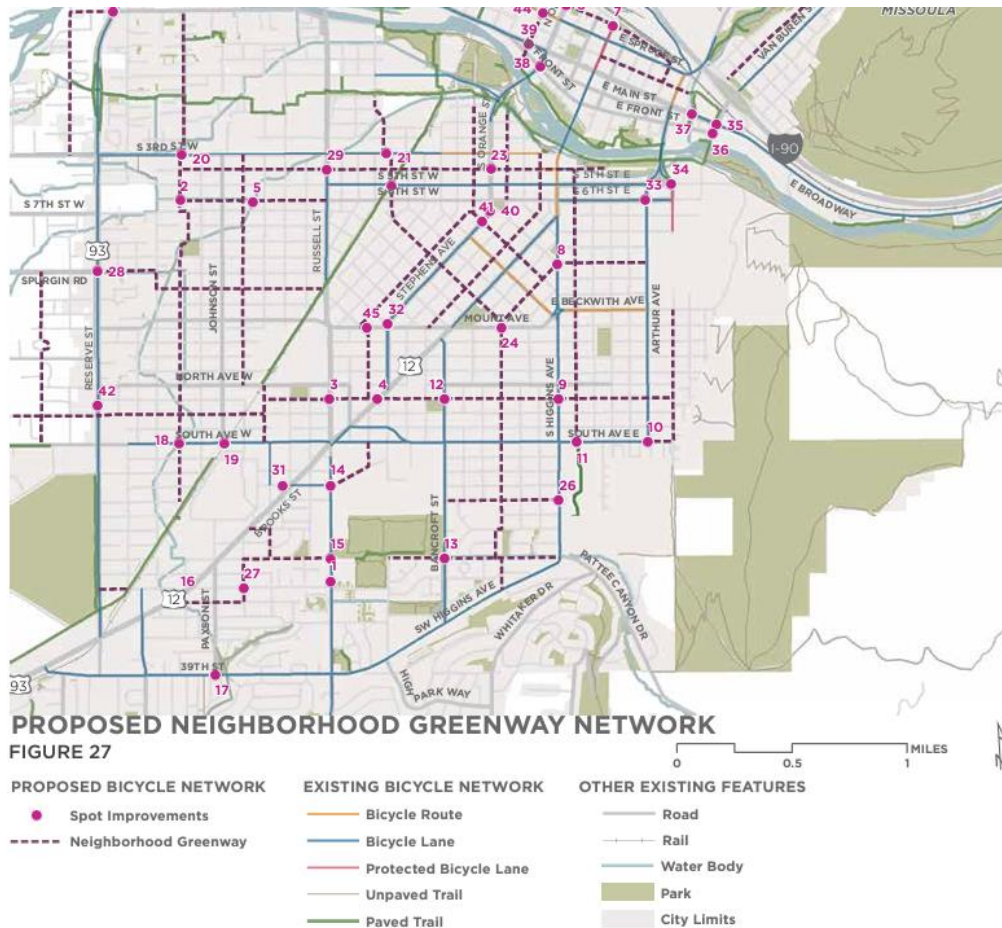 MISSOULA
44
7
39
E SPRUCE ST
VAN BUREN ST
38
FRONT ST
E MAIN ST
E FRONT ST
37
35
36
I-90
S ORANGE ST
S 3RD ST W
20
29
21
23
E BROADWAY
2
5
S 5TH ST W
S 5TH ST E
34
S 6TH ST W
S 6TH ST E
33
S 7TH ST W
41
40
RUSSELL ST
93
8
STEPHENS AVE
28
SPURGIN RD
JOHNSON ST
E BECKWITH AVE
ARTHUR AVE
45
32
MOUNT AVE
24
RESERVE ST
12
NORTH AVE W
42
3
4
12
9
S HIGGINS AVE
18
SOUTH AVE W
19
SOUTH AVE E
10
11
31
14
26
BROOKS ST
BANCROFT ST
15
13
1
16
27
12
PAXSON ST
SW HIGGINS AVE
WHITAKER DR
PATTEE CANYON DR
39TH ST
93
17
HIGH PARK WAY
PROPOSED NEIGHBORHOOD GREENWAY NETWORK
FIGURE 27
0 0.5 1 MILES
PROPOSED BICYCLE NETWORK
Spot Improvements
Neighborhood Greenway
EXISTING BICYCLE NETWORK
Bicycle Route
Bicycle Lane
Protected Bicycle Lane
Unpaved Trail
Paved Trail
OTHER EXISTING FEATURES
Road
Rail
Water Body
Park
City Limits